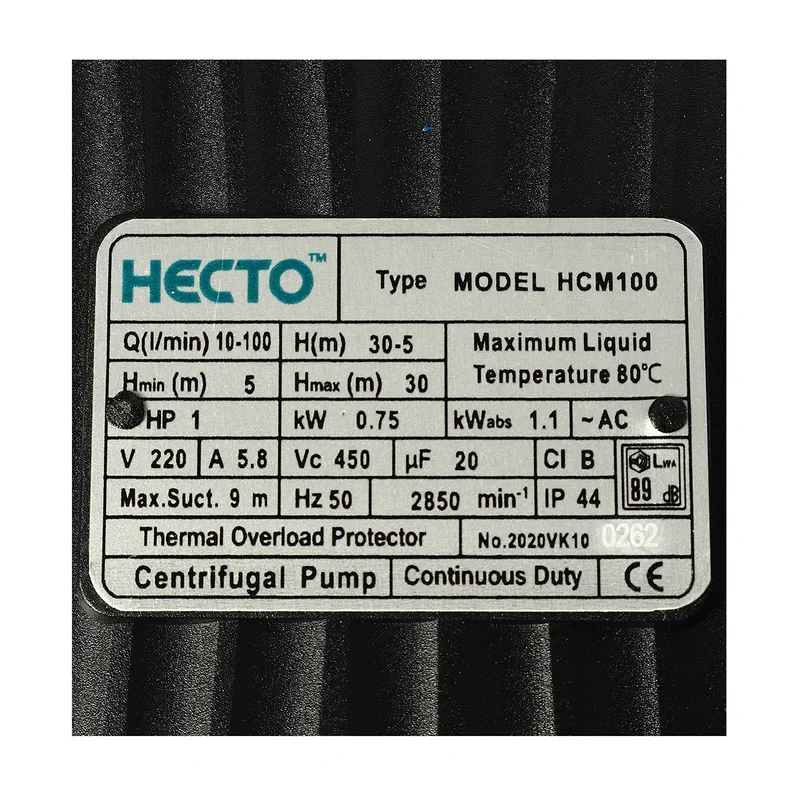 HECTO™
Type MODEL HCM100
Q(l/min) 10-100 H(m) 30-5 Maximum Liquid
Hmin (m) 5 Hmax (m) 30 Temperature 80℃
HP 1 kW 0.75 kWabs 1.1 ~AC
V 220 A 5.8 Vc 450 µF 20 Cl B LWA
Max.Suct. 9 m Hz 50 2850 min-1 IP 44 89 dB
Thermal Overload Protector No.2020VK10 0262
Centrifugal Pump Continuous Duty CE